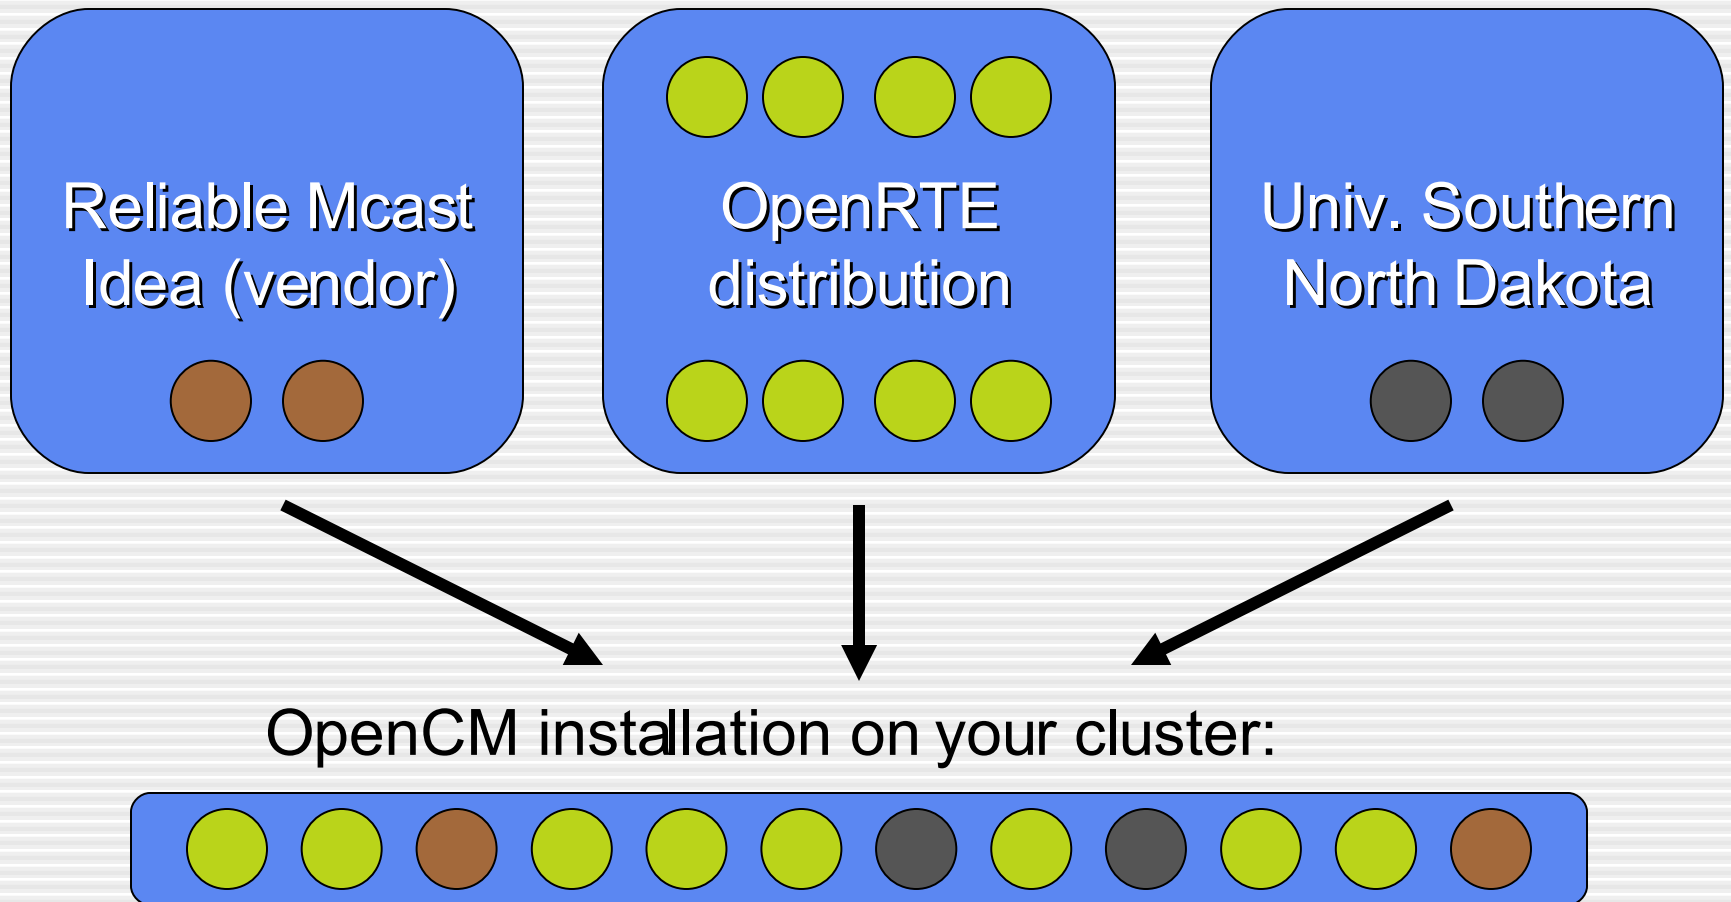 Reliable Mcast
Idea (vendor)
OpenRTE
distribution
Univ. Southern
North Dakota
OpenCM installation on your cluster: